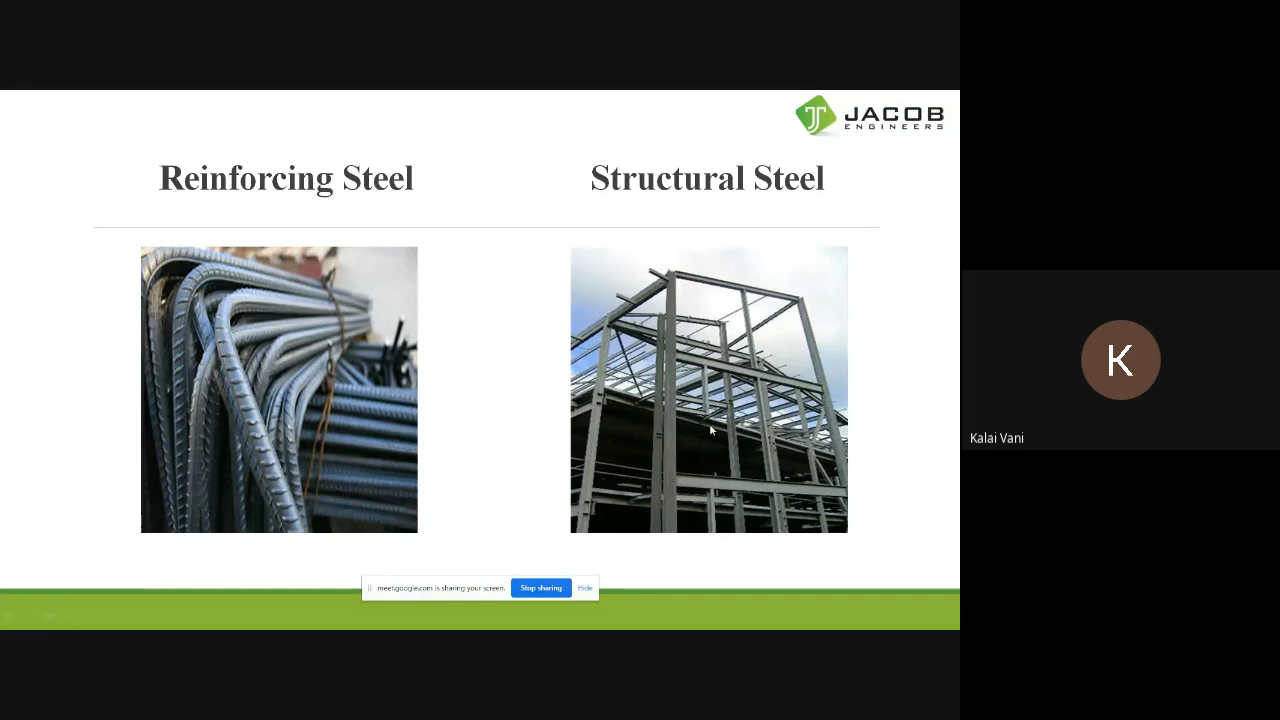 JACOB
ENGINEERS
Reinforcing Steel
Structural Steel
K
Kalai Vani
meet.google.com is sharing your screen.
Stop sharing
Hide